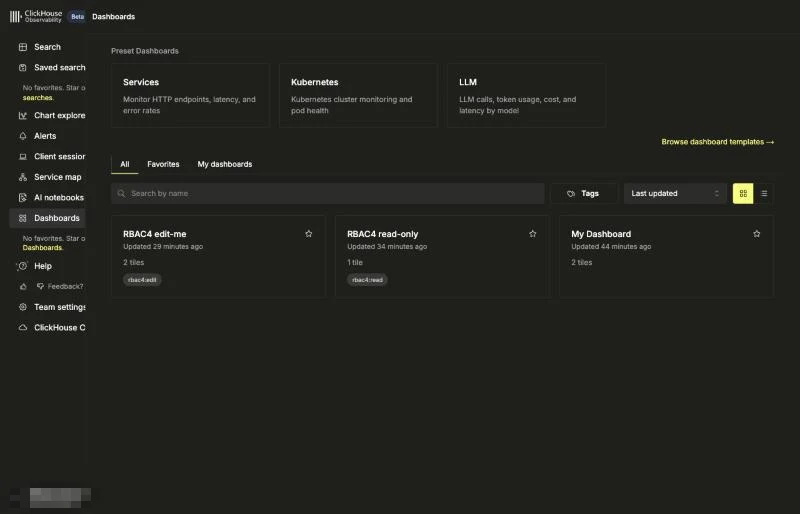 ClickHouse
Observability
Beta
Dashboards
Search
Saved search
No favorites. Star o
searches.
Chart explore
Alerts
Client session
Service map
AI notebooks
Dashboards
No favorites. Star o
Dashboards.
Help
Feedback?
Team settings
ClickHouse C
Preset Dashboards
Services
Monitor HTTP endpoints, latency, and
error rates
Kubernetes
Kubernetes cluster monitoring and
pod health
LLM
LLM calls, token usage, cost, and
latency by model
Browse dashboard templates →
All
Favorites
My dashboards
Search by name
Tags
Last updated
RBAC4 edit-me
Updated 29 minutes ago
2 tiles
rbac4:edit
RBAC4 read-only
Updated 34 minutes ago
1 tile
rbac4:read
My Dashboard
Updated 44 minutes ago
2 tiles